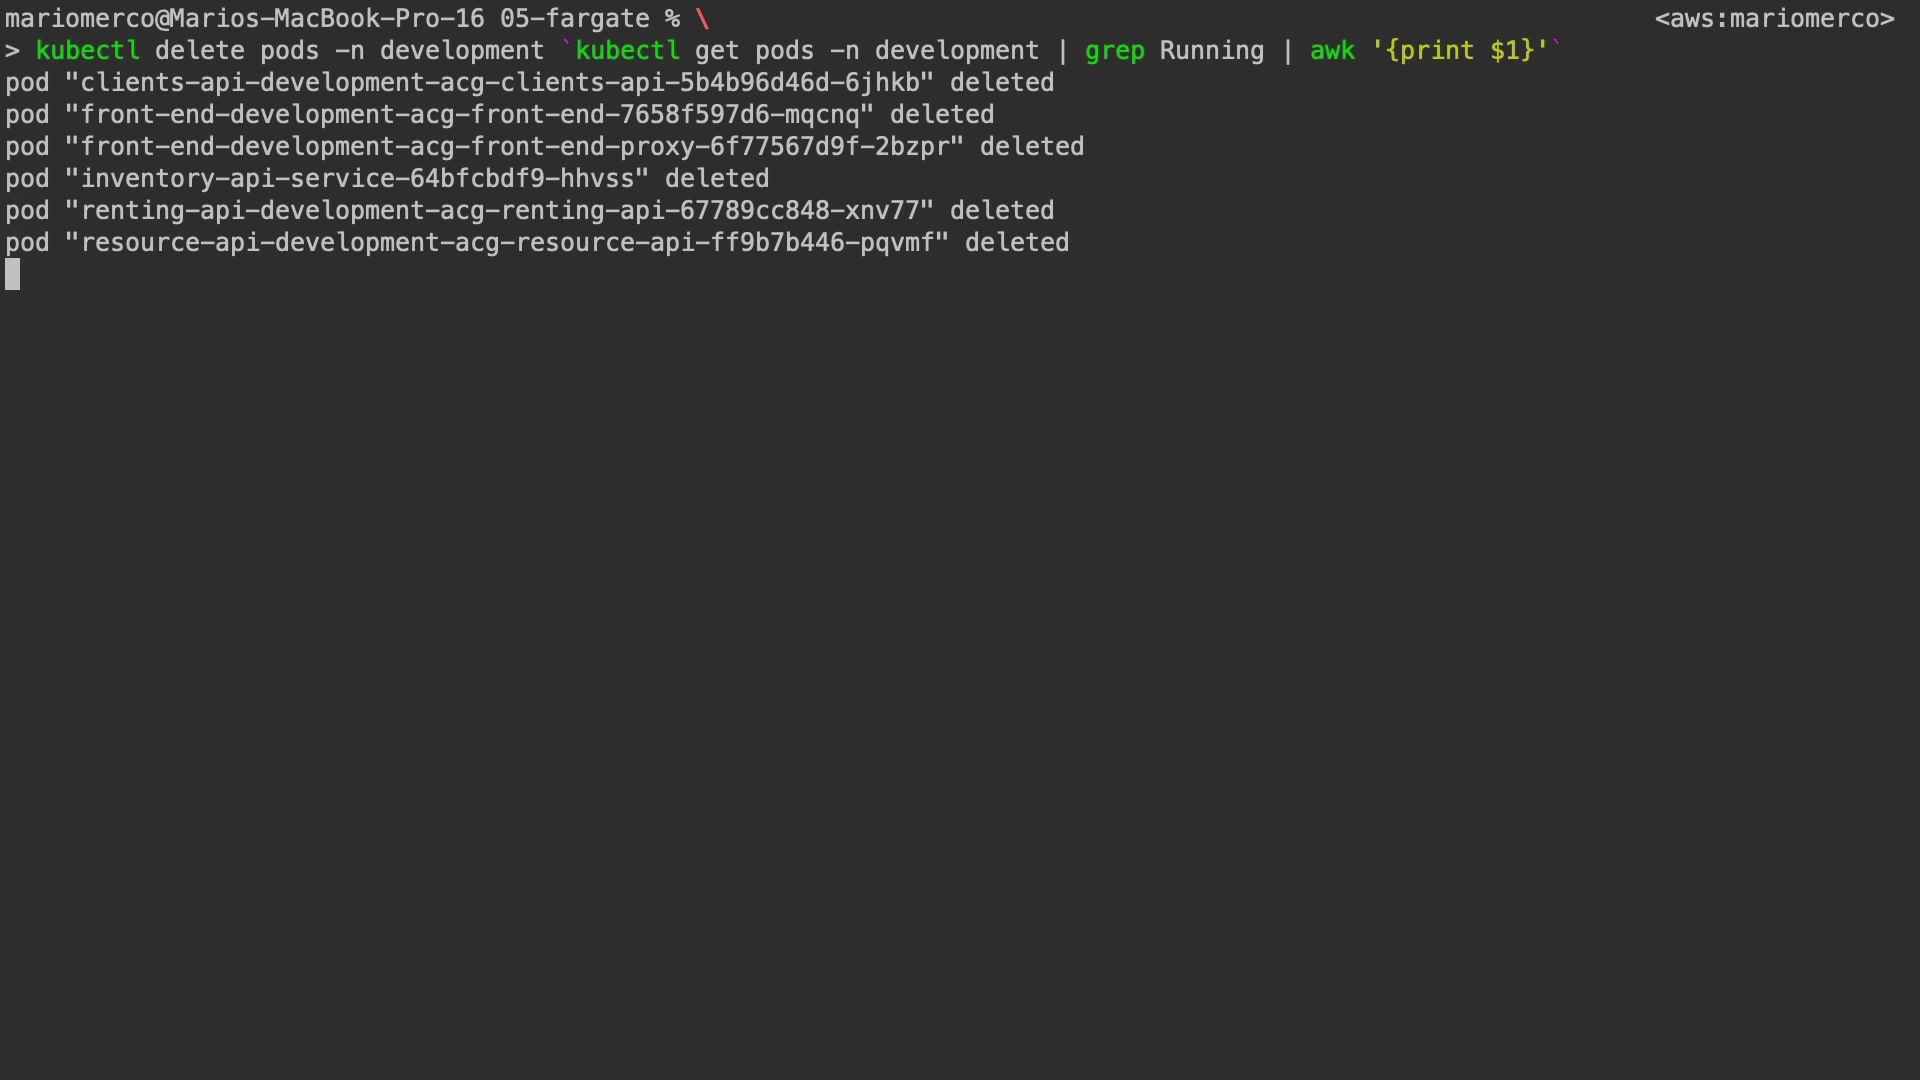 mariomerco@Marios-MacBook-Pro-16 05-fargate % \ <aws:mariomerco>
> kubectl delete pods -n development `kubectl get pods -n development | grep Running | awk '{print $1}'`
pod "clients-api-development-acg-clients-api-5b4b96d46d-6jhkb" deleted
pod "front-end-development-acg-front-end-7658f597d6-mqcnq" deleted
pod "front-end-development-acg-front-end-proxy-6f77567d9f-2bzpr" deleted
pod "inventory-api-service-64bfcbdf9-hhvss" deleted
pod "renting-api-development-acg-renting-api-67789cc848-xnv77" deleted
pod "resource-api-development-acg-resource-api-ff9b7b446-pqvmf" deleted